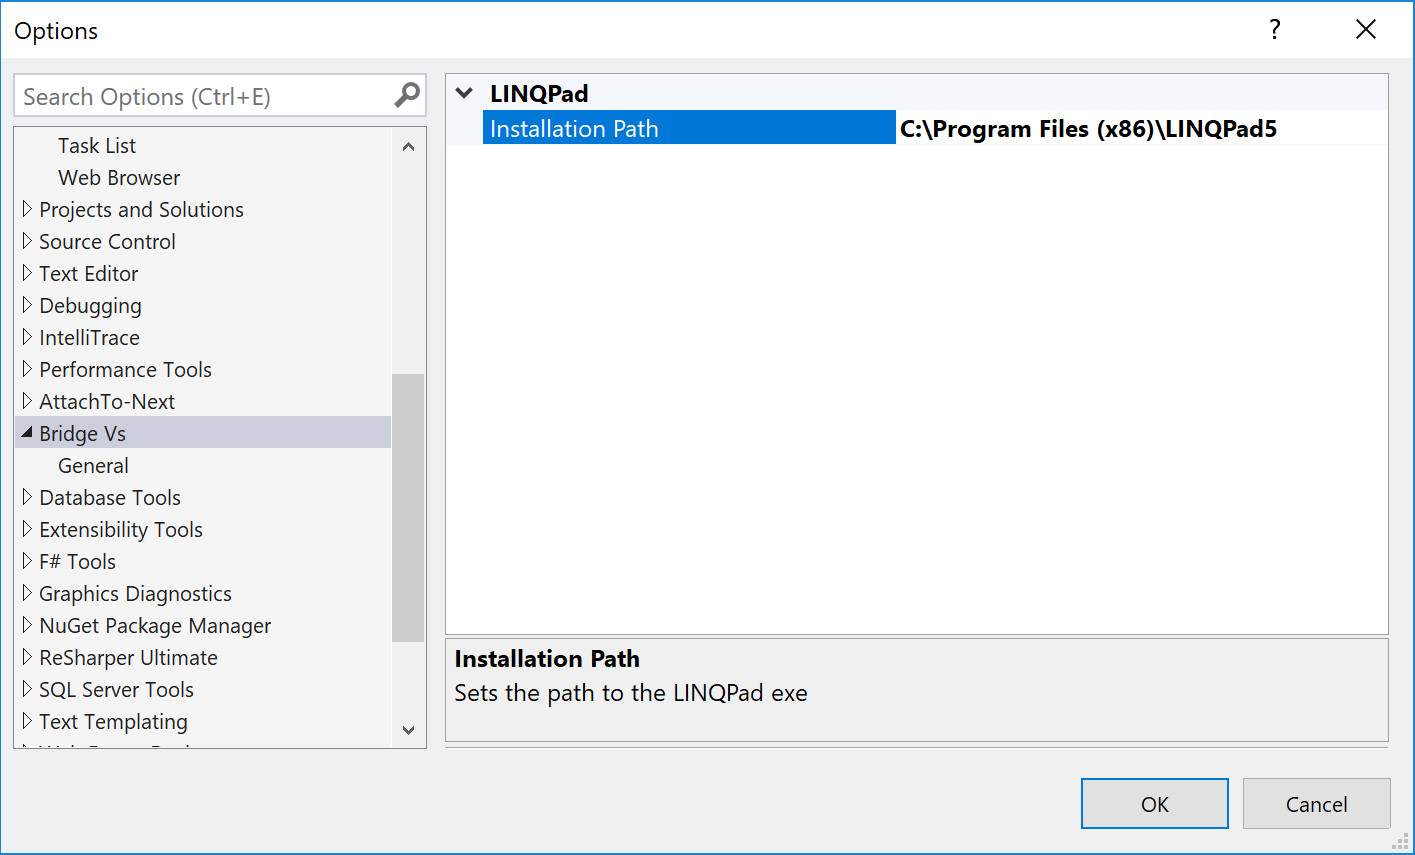 Options
?
Search Options (Ctrl+E)
Task List
Web Browser
Projects and Solutions
Source Control
Text Editor
Debugging
IntelliTrace
Performance Tools
AttachTo-Next
Bridge Vs
General
Database Tools
Extensibility Tools
F# Tools
Graphics Diagnostics
NuGet Package Manager
ReSharper Ultimate
SQL Server Tools
Text Templating
LINQPad
Installation Path C:\Program Files (x86)\LINQPad5
Installation Path
Sets the path to the LINQPad exe
OK
Cancel